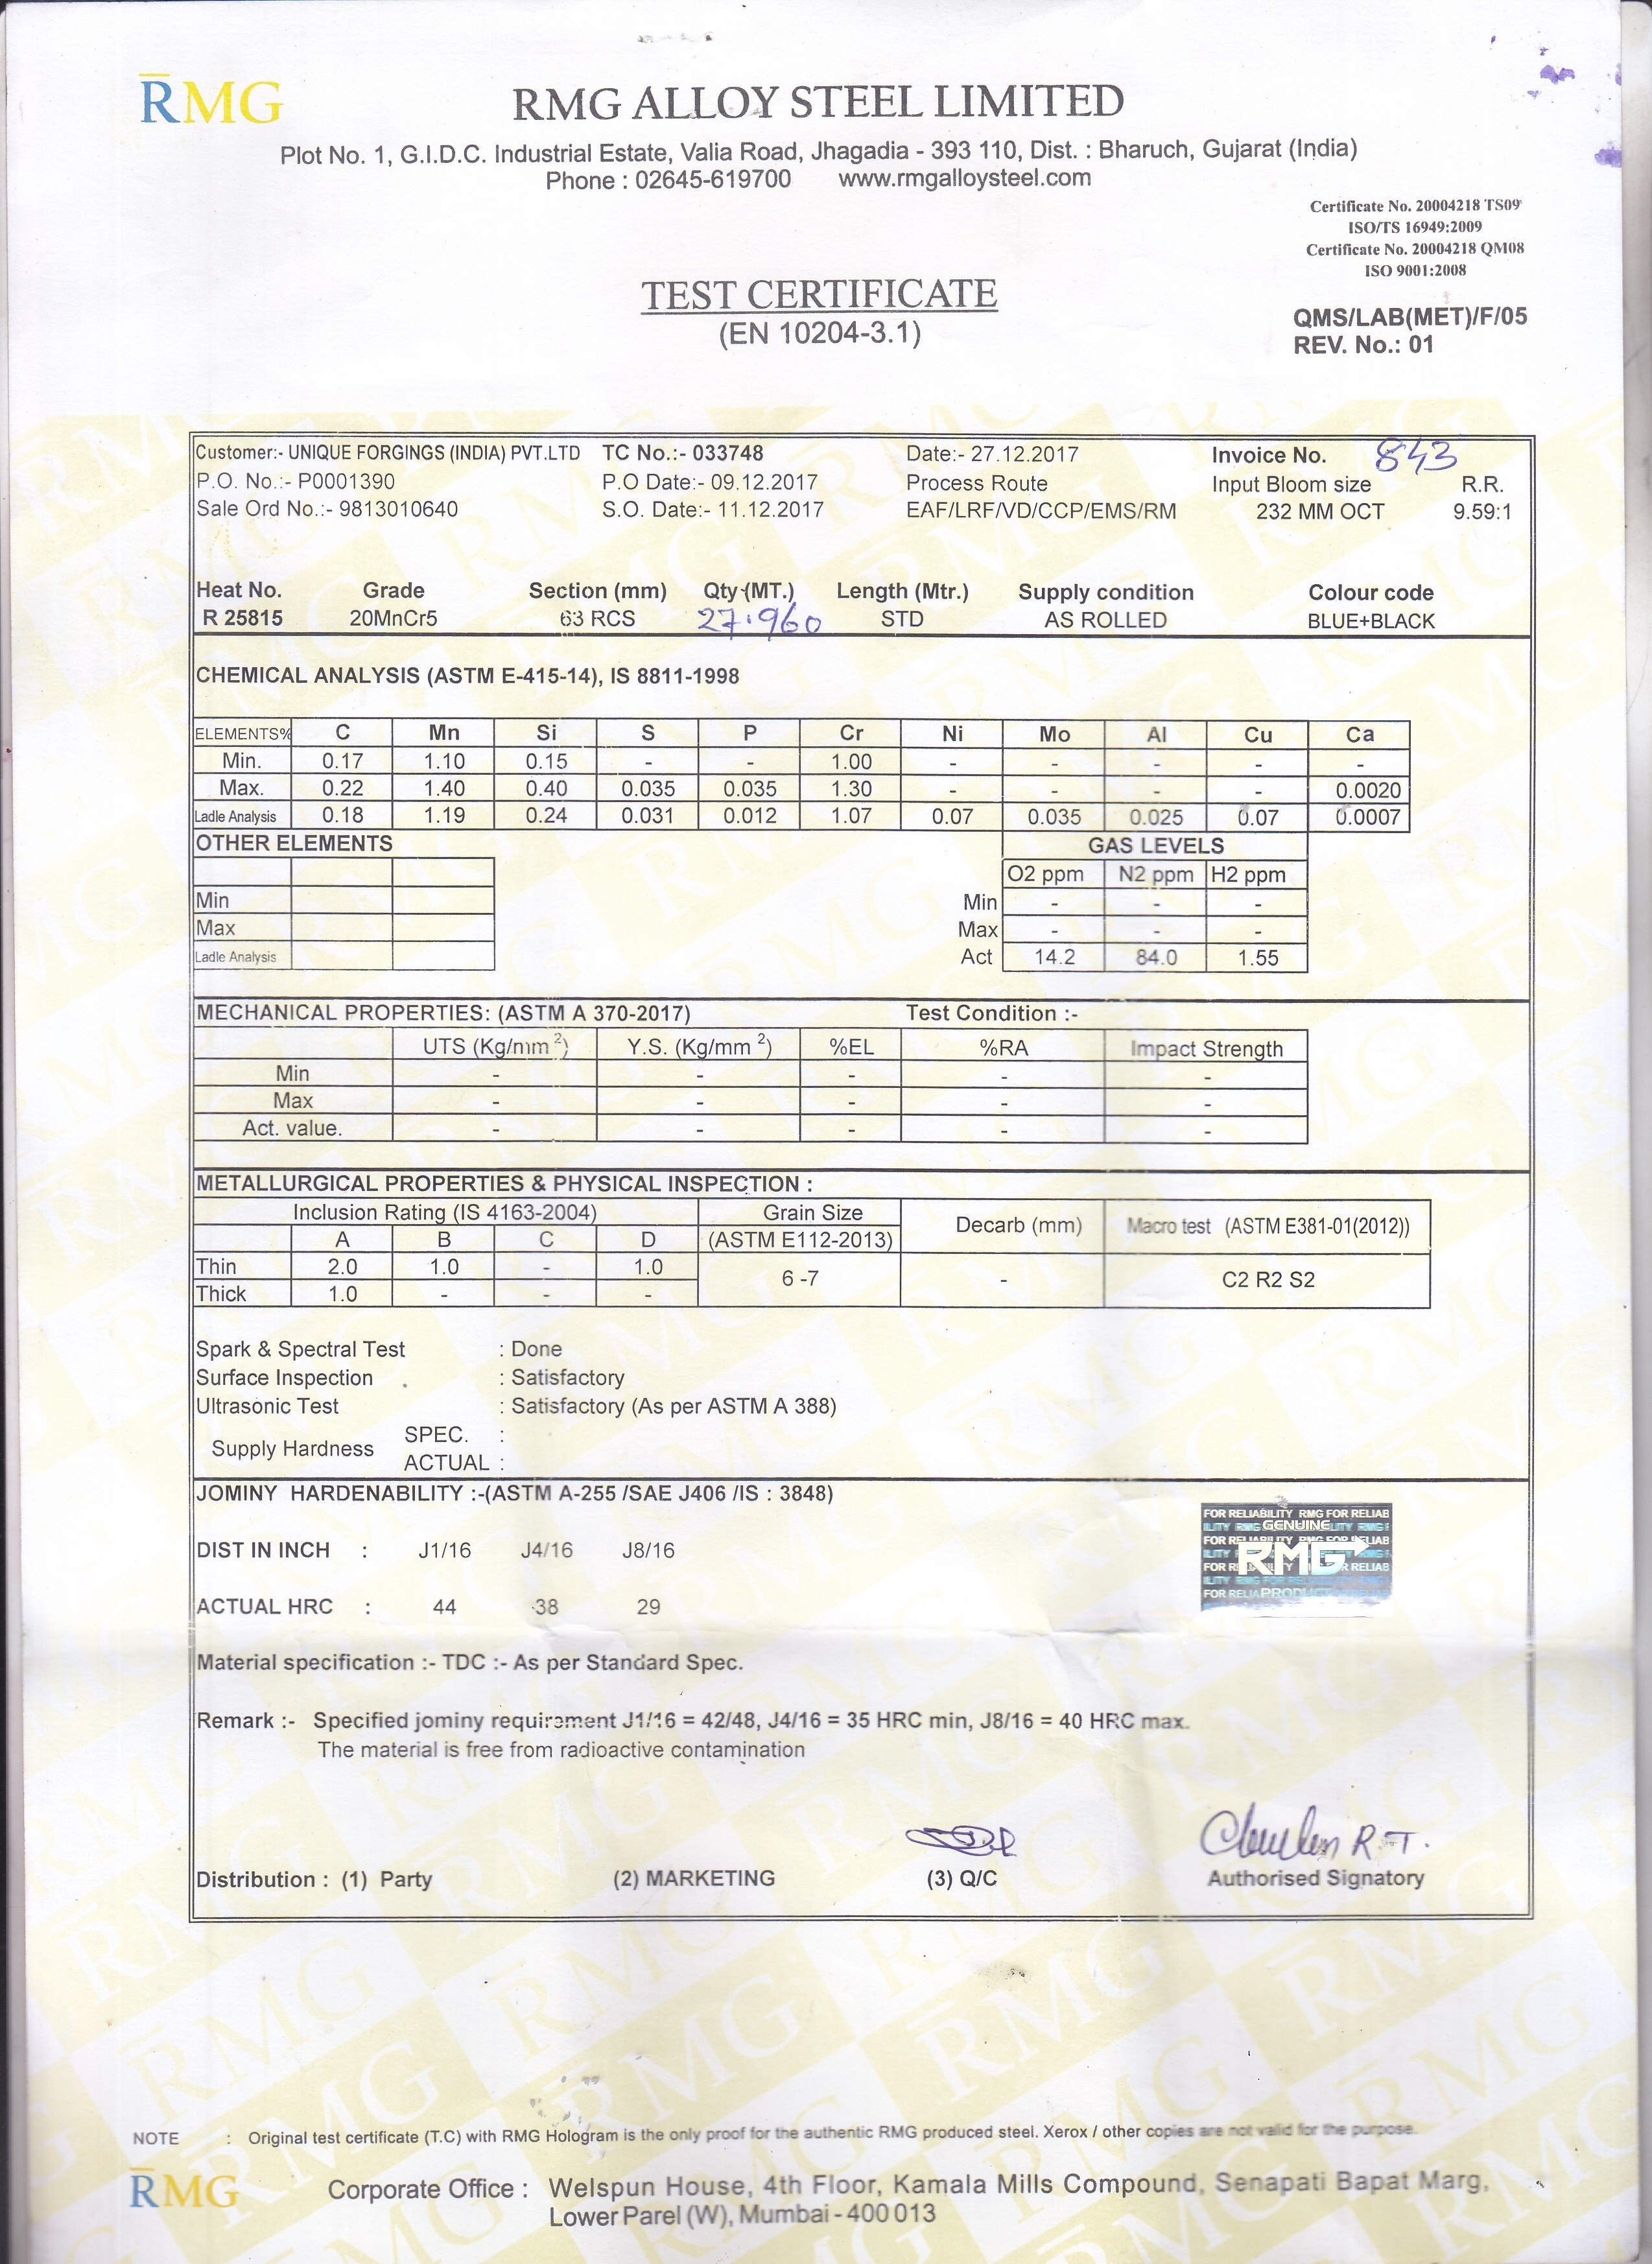 RMG
RMG ALLOY STEEL LIMITED
Plot No. 1, G.I.D.C. Industrial Estate, Valia Road, Jhagadia - 393 110, Dist. : Bharuch, Gujarat (India)
Phone : 02645-619700 www.rmgalloysteel.com
Certificate No. 20004218 TS09
ISO/TS 16949:2009
Certificate No. 20004218 QM08
ISO 9001:2008
TEST CERTIFICATE
(EN 10204-3.1)
QMS/LAB(MET)/F/05
REV. No.: 01
Customer:- UNIQUE FORGINGS (INDIA) PVT.LTD TC No.:- 033748 Date:- 27.12.2017 Invoice No. 843
P.O. No.:- P0001390 P.O Date:- 09.12.2017 Process Route Input Bloom size R.R.
Sale Ord No.:- 9813010640 S.O. Date:- 11.12.2017 EAF/LRF/VD/CCP/EMS/RM 232 MM OCT 9.59:1
Heat No. Grade Section (mm) Qty (MT.) Length (Mtr.) Supply condition Colour code
R 25815 20MnCr5 63 RCS 27.960 STD AS ROLLED BLUE+BLACK
CHEMICAL ANALYSIS (ASTM E-415-14), IS 8811-1998
ELEMENTS% C Mn Si S P Cr Ni Mo Al Cu Ca
Min. 0.17 1.10 0.15 - - 1.00 - - - - -
Max. 0.22 1.40 0.40 0.035 0.035 1.30 - - - - 0.0020
Ladle Analysis 0.18 1.19 0.24 0.031 0.012 1.07 0.07 0.035 0.025 0.07 0.0007
OTHER ELEMENTS GAS LEVELS
O2 ppm N2 ppm H2 ppm
Min Min - - -
Max Max - - -
Ladle Analysis Act 14.2 84.0 1.55
MECHANICAL PROPERTIES: (ASTM A 370-2017) Test Condition :-
UTS (Kg/mm 2) Y.S. (Kg/mm 2) %EL %RA Impact Strength
Min - - - - -
Max - - - - -
Act. value. - - - - -
METALLURGICAL PROPERTIES & PHYSICAL INSPECTION :
Inclusion Rating (IS 4163-2004) Grain Size Decarb (mm) Macro test (ASTM E381-01(2012))
A B C D (ASTM E112-2013)
Thin 2.0 1.0 - 1.0 6 -7 - C2 R2 S2
Thick 1.0 - - -
Spark & Spectral Test : Done
Surface Inspection : Satisfactory
Ultrasonic Test : Satisfactory (As per ASTM A 388)
Supply Hardness SPEC. :
ACTUAL :
JOMINY HARDENABILITY :-(ASTM A-255 /SAE J406 /IS : 3848)
DIST IN INCH : J1/16 J4/16 J8/16
ACTUAL HRC : 44 38 29
FOR RELIABILITY RMG FOR RELIAB
GENUINE
RMG
PRODUCT
Material specification :- TDC :- As per Standard Spec.
Remark :- Specified jominy requirement J1/16 = 42/48, J4/16 = 35 HRC min, J8/16 = 40 HRC max.
The material is free from radioactive contamination
R.T.
Distribution : (1) Party (2) MARKETING (3) Q/C Authorised Signatory
NOTE : Original test certificate (T.C) with RMG Hologram is the only proof for the authentic RMG produced steel. Xerox / other copies are not valid for the purpose.
RMG
Corporate Office : Welspun House, 4th Floor, Kamala Mills Compound, Senapati Bapat Marg,
Lower Parel (W), Mumbai - 400 013